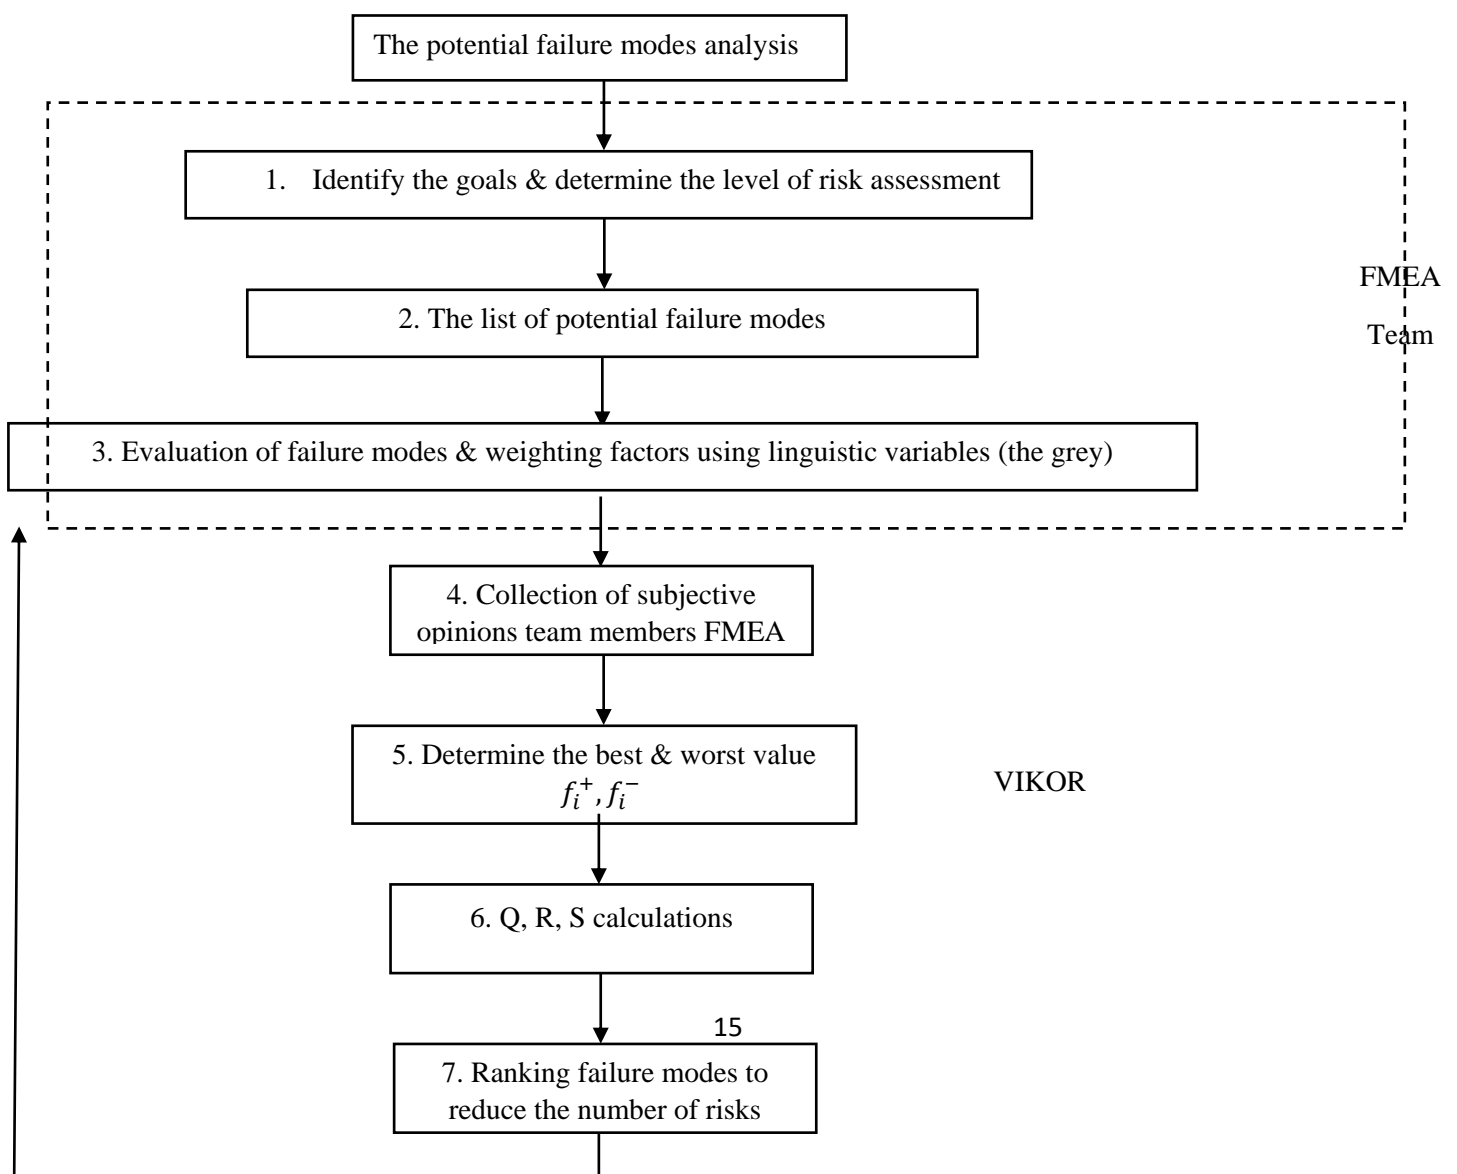 The potential failure modes analysis
1. Identify the goals & determine the level of risk assessment
FMEA
2. The list of potential failure modes
Team
3. Evaluation of failure modes & weighting factors using linguistic variables (the grey)
4. Collection of subjective
opinions team members FMEA
5. Determine the best & worst value
f_i^+, f_i^-
VIKOR
6. Q, R, S calculations
15
7. Ranking failure modes to
reduce the number of risks